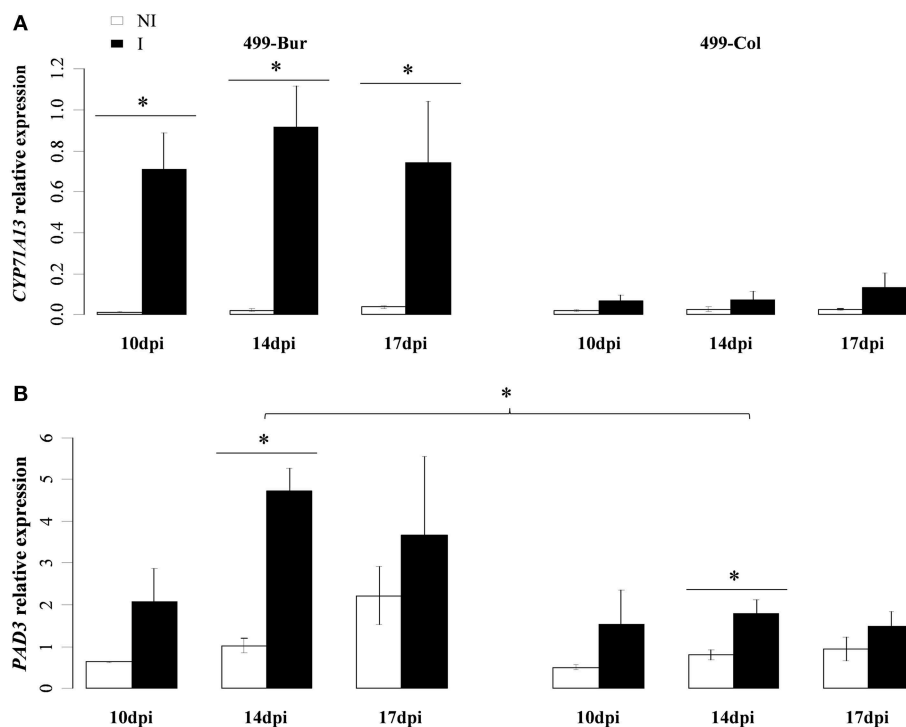 A
NI
I
499-Bur
499-Col
CYP71A13 relative expression
1.2
1.0
0.8
0.6
0.4
0.2
0.0
*
*
*
10dpi
14dpi
17dpi
10dpi
14dpi
17dpi
B
*
PAD3 relative expression
6
5
4
3
2
1
0
*
*
10dpi
14dpi
17dpi
10dpi
14dpi
17dpi